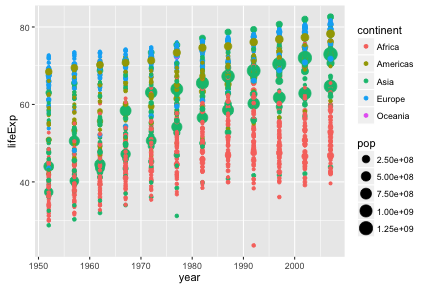 80
60
40
lifeExp
1950
1960
1970
1980
1990
2000
year
continent
Africa
Americas
Asia
Europe
Oceania
pop
2.50e+08
5.00e+08
7.50e+08
1.00e+09
1.25e+09